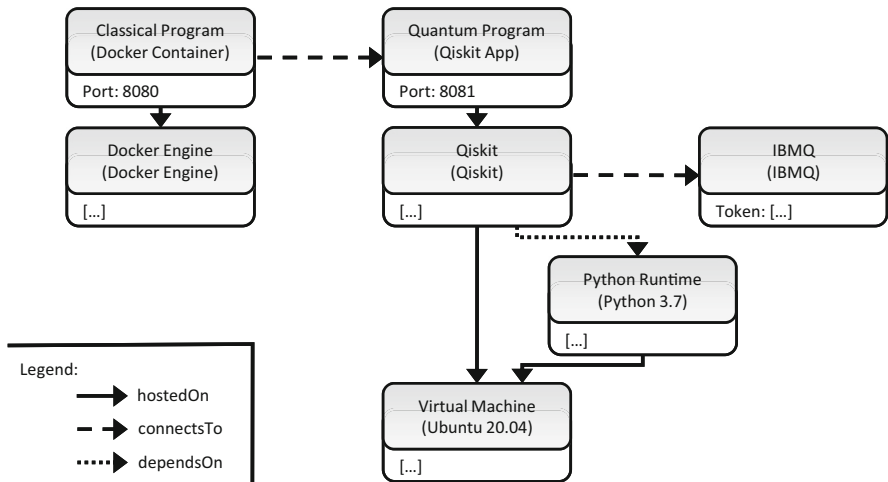 Classical Program
(Docker Container)
Port: 8080
Quantum Program
(Qiskit App)
Port: 8081
Docker Engine
(Docker Engine)
[...]
Qiskit
(Qiskit)
[...]
IBMQ
(IBMQ)
Token: [...]
Python Runtime
(Python 3.7)
[...]
Virtual Machine
(Ubuntu 20.04)
[...]
Legend:
hostedOn
connectsTo
dependsOn